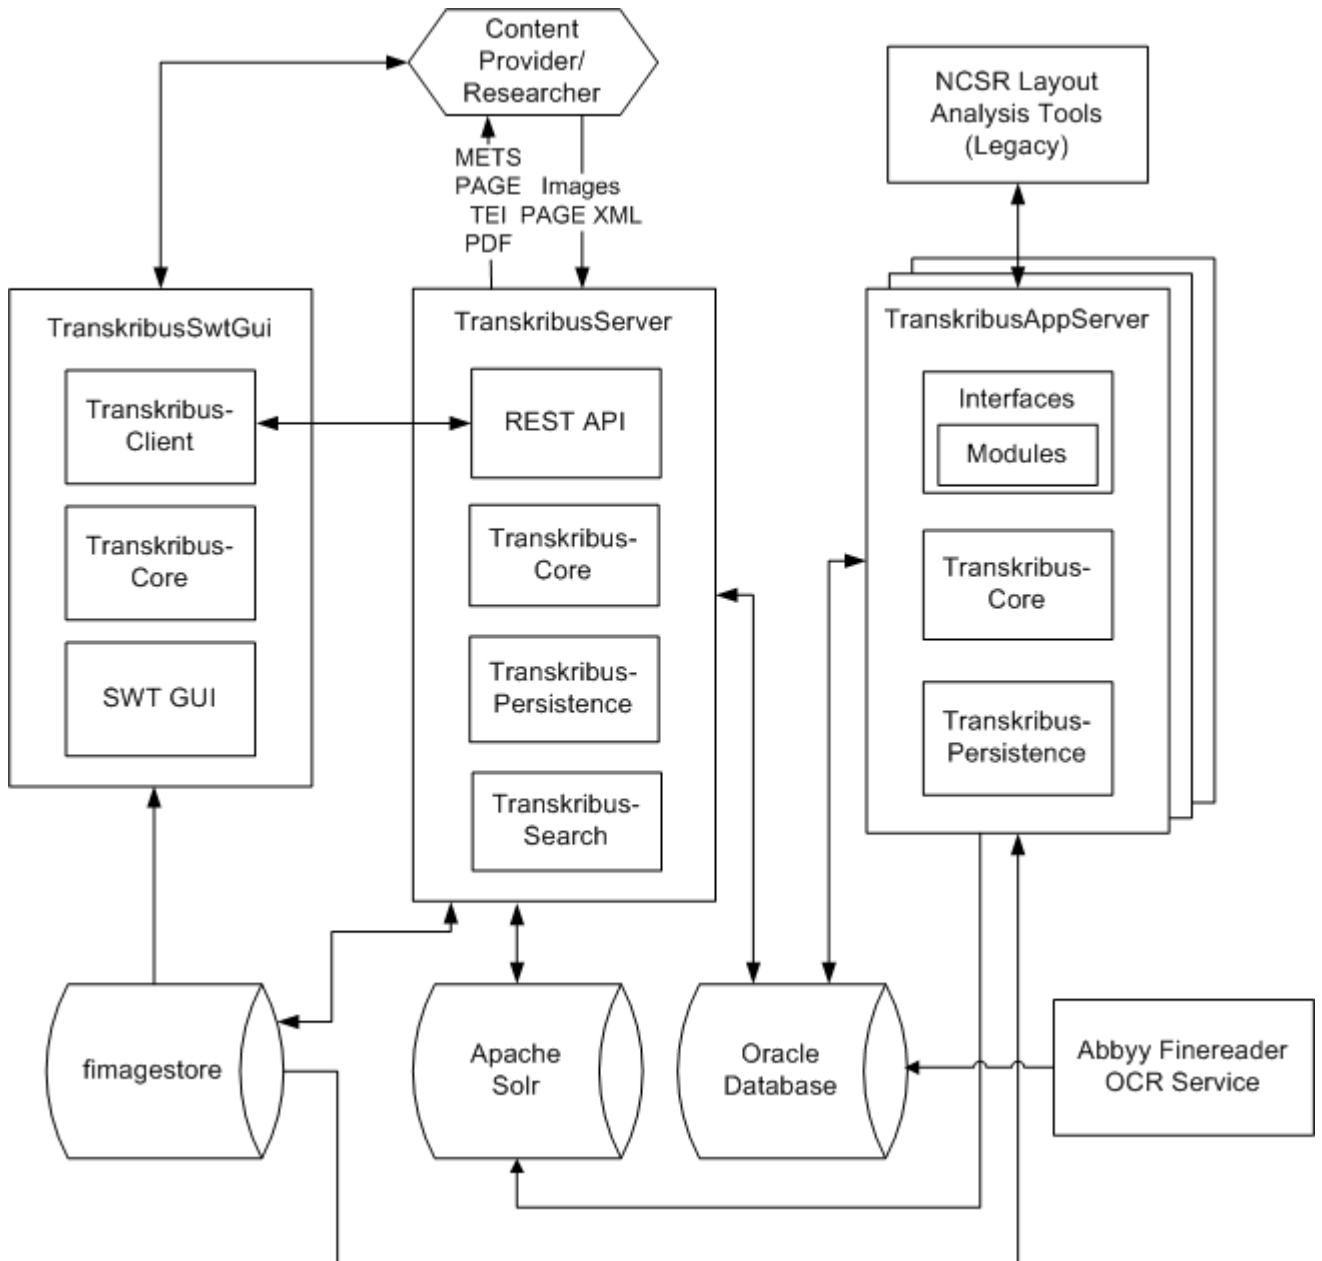 Content
Provider/
Researcher
NCSR Layout
Analysis Tools
(Legacy)
METS
PAGE
TEI
PDF
Images
PAGE XML
TranskribusSwtGui
Transkribus-
Client
Transkribus-
Core
SWT GUI
TranskribusServer
REST API
Transkribus-
Core
Transkribus-
Persistence
Transkribus-
Search
TranskribusAppServer
Interfaces
Modules
Transkribus-
Core
Transkribus-
Persistence
fimagestore
Apache
Solr
Oracle
Database
Abbyy Finereader
OCR Service